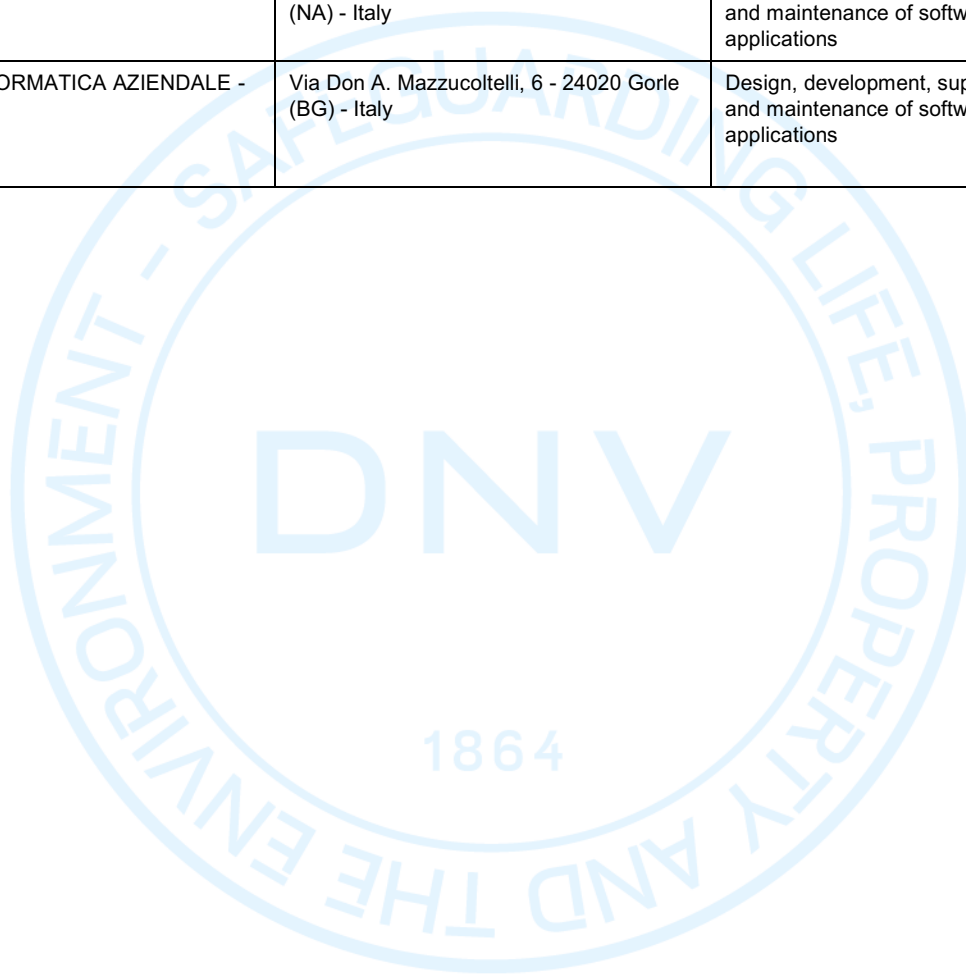 (NA) - Italy
and maintenance of softw
applications
ORMATICA AZIENDALE -
Via Don A. Mazzucoltelli, 6 - 24020 Gorle
(BG) - Italy
Design, development, sup
and maintenance of softw
applications
SAFEGUARDING LIFE, PROPERTY AND THE ENVIRONMENT -
DNV
1864